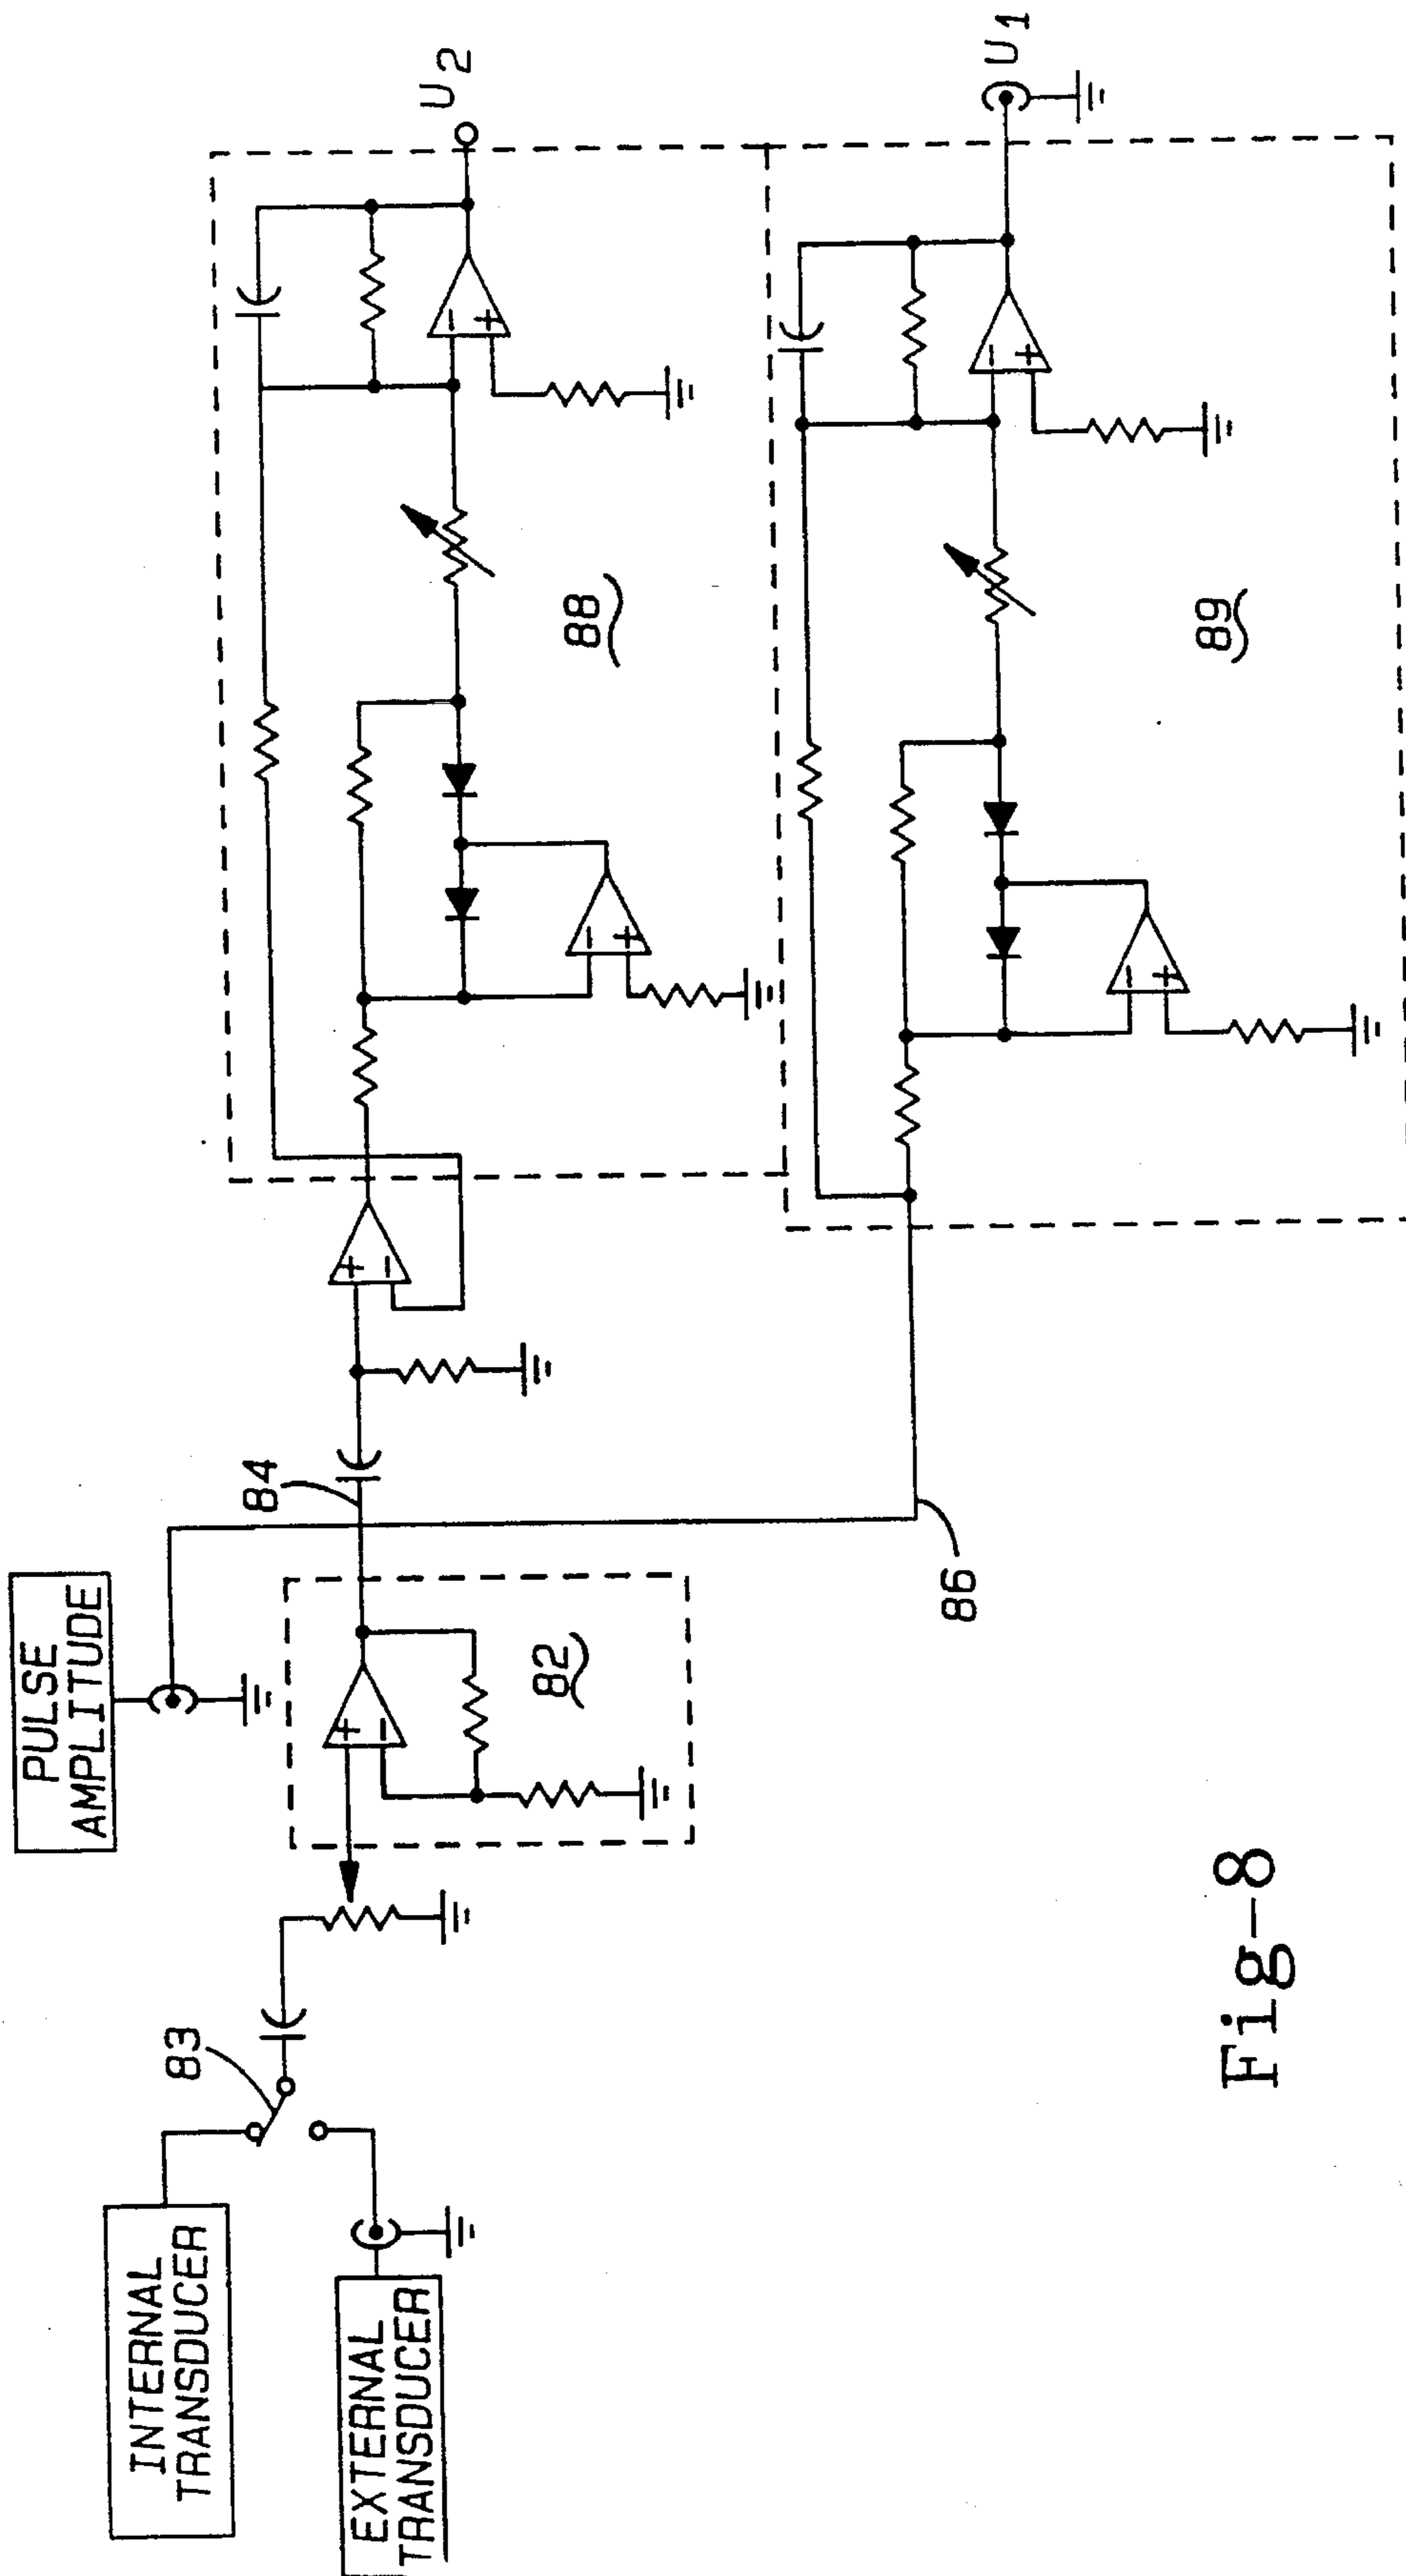 INTERNAL
TRANSDUCER
EXTERNAL
TRANSDUCER
83
PULSE
AMPLITUDE
82
84
86
88
89
U2
U1
+
−
+
−
−
+
−
+
−
+
−
+
Fig-8